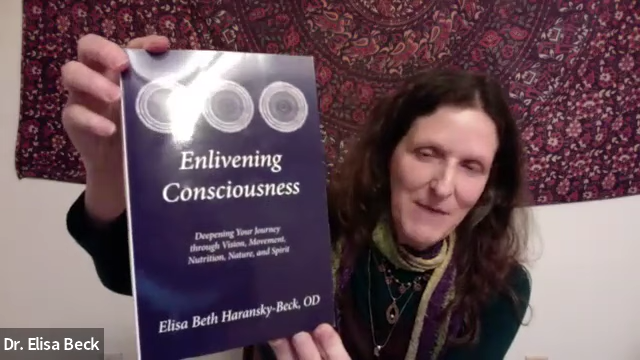 Enlivening
Consciousness
Deepening Your Journey
through Vision, Movement,
Nutrition, Nature, and Spirit
Elisa Beth Haransky-Beck, OD
Dr. Elisa Beck